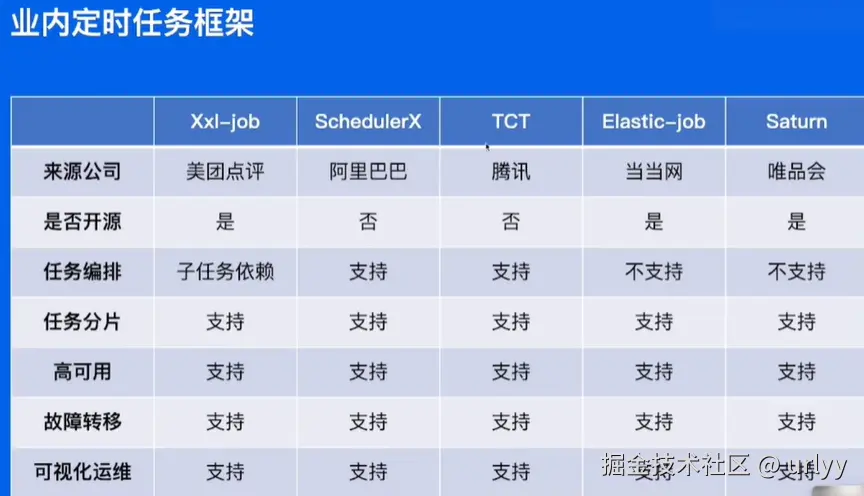 业内定时任务框架
Xxl-job SchedulerX TCT Elastic-job Saturn
来源公司 美团点评 阿里巴巴 腾讯 当当网 唯品会
是否开源 是 否 否 是 是
任务编排 子任务依赖 支持 支持 不支持 不支持
任务分片 支持 支持 支持 支持 支持
高可用 支持 支持 支持 支持 支持
故障转移 支持 支持 支持 支持 支持
可视化运维 支持 支持 支持 支持 支持
掘金技术社区 @ urlyy